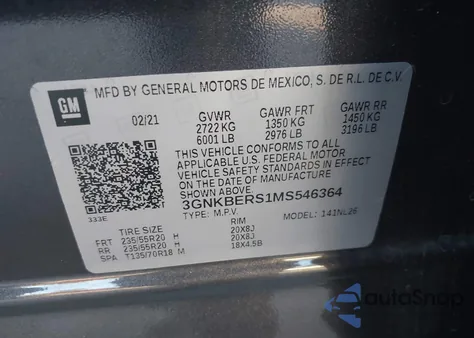 GM
MFD BY GENERAL MOTORS DE MEXICO, S. DE R.L. DE C.V.
02/21 GVWR GAWR FRT GAWR RR
2722 KG 1350 KG 1450 KG
6001 LB 2976 LB 3196 LB
THIS VEHICLE CONFORMS TO ALL
APPLICABLE U.S. FEDERAL MOTOR
VEHICLE SAFETY STANDARDS IN
EFFECT ON THE DATE OF
MANUFACTURE SHOWN ABOVE.
3GNKBERS1MS546364
333E TYPE: M.P.V. MODEL: 141NL26
TIRE SIZE RIM
FRT 235/55R20 H 20X8J
RR 235/55R20 H 20X8J
SPA T135/70R18 M 18X4.5B
AutoSnap